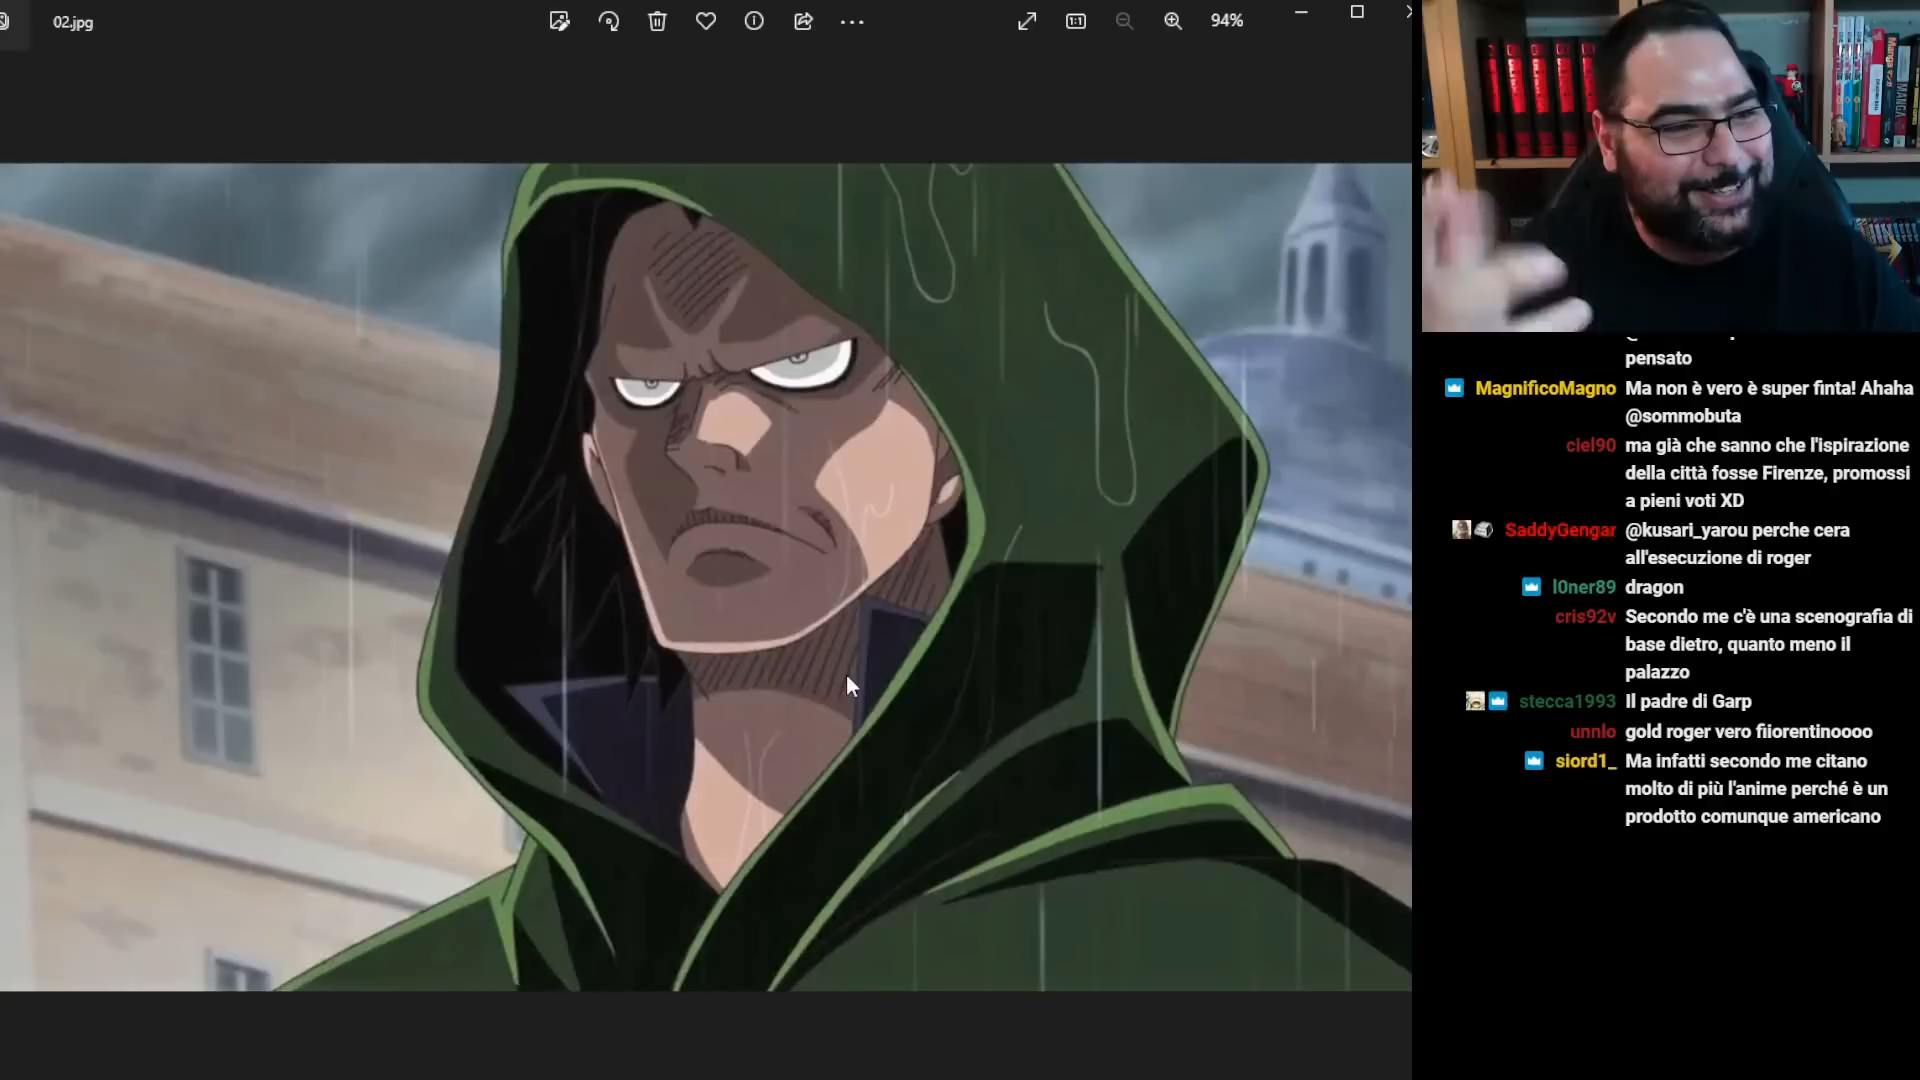 02.jpg
94%
pensato
MagnificoMagno Ma non è vero è super finta! Ahaha
@sommobuta
ciel90 ma già che sanno che l'ispirazione
della città fosse Firenze, promossi
a pieni voti XD
SaddyGengar @kusari_yarou perche cera
all'esecuzione di roger
l0ner89 dragon
cris92v Secondo me c'è una scenografia di
base dietro, quanto meno il
palazzo
stecca1993 Il padre di Garp
unnlo gold roger vero fiiorentinoooo
siord1_ Ma infatti secondo me citano
molto di più l'anime perché è un
prodotto comunque americano